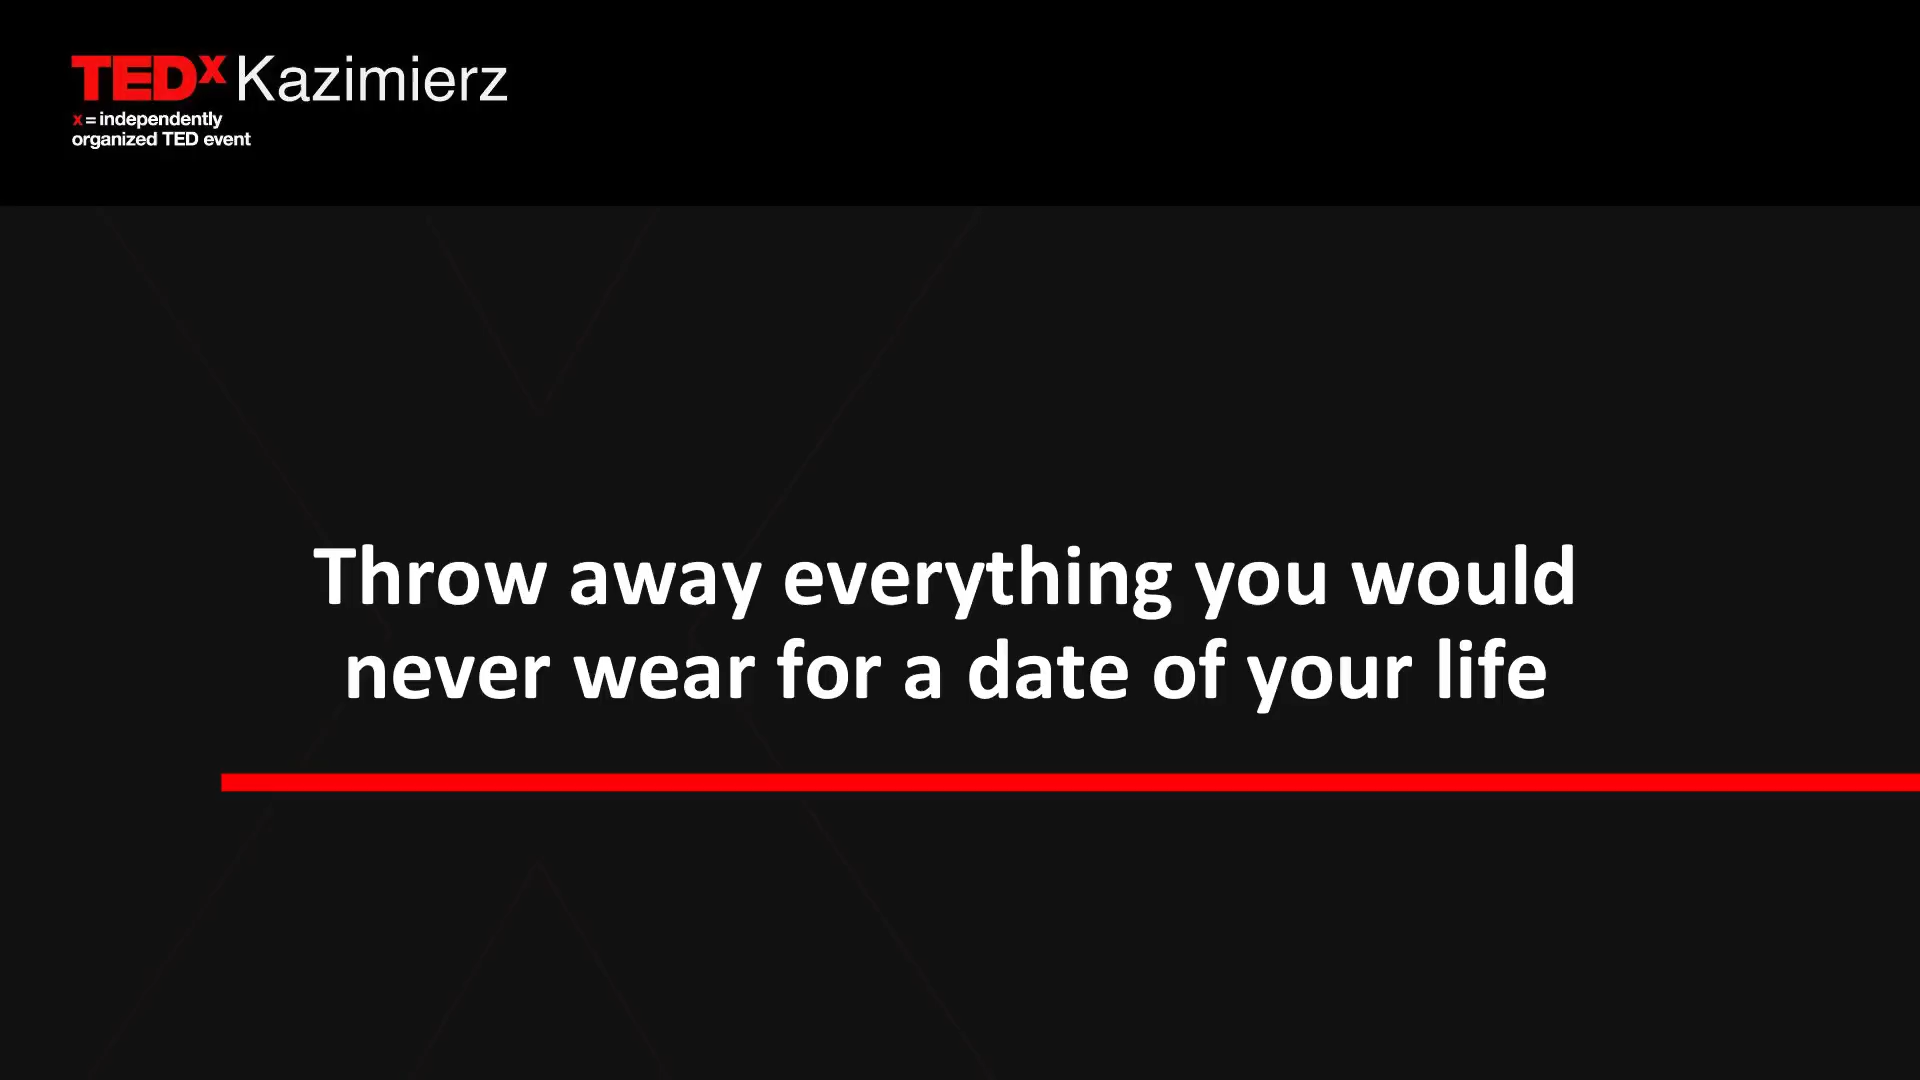 TEDx Kazimierz
x = independently
organized TED event
Throw away everything you would
never wear for a date of your life